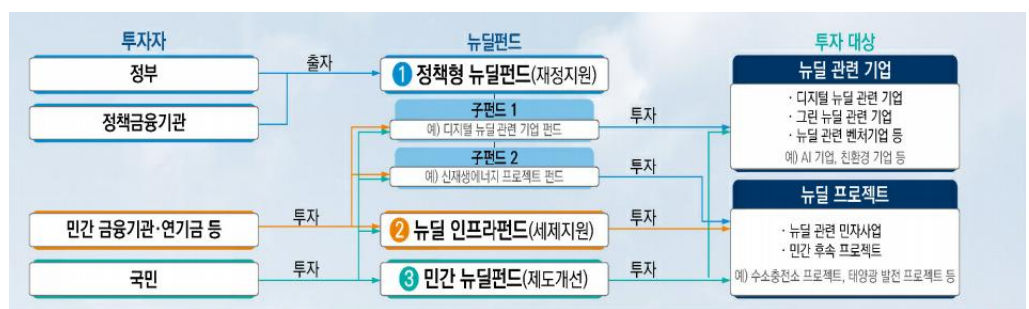 투자자
정부
정책금융기관
민간 금융기관·연기금 등
국민
출자
투자
투자
뉴딜펀드
1 정책형 뉴딜펀드(재정지원)
子펀드 1
예) 디지털 뉴딜 관련 기업 펀드
子펀드 2
예) 신재생에너지 프로젝트 펀드
2 뉴딜 인프라펀드(세제지원)
3 민간 뉴딜펀드(제도개선)
투자
투자
투자
투자
투자 대상
뉴딜 관련 기업
· 디지털 뉴딜 관련 기업
· 그린 뉴딜 관련 기업
· 뉴딜 관련 벤처기업 등
예) AI 기업, 친환경 기업 등
뉴딜 프로젝트
· 뉴딜 관련 민자사업
· 민간 후속 프로젝트
예) 수소충전소 프로젝트, 태양광 발전 프로젝트 등